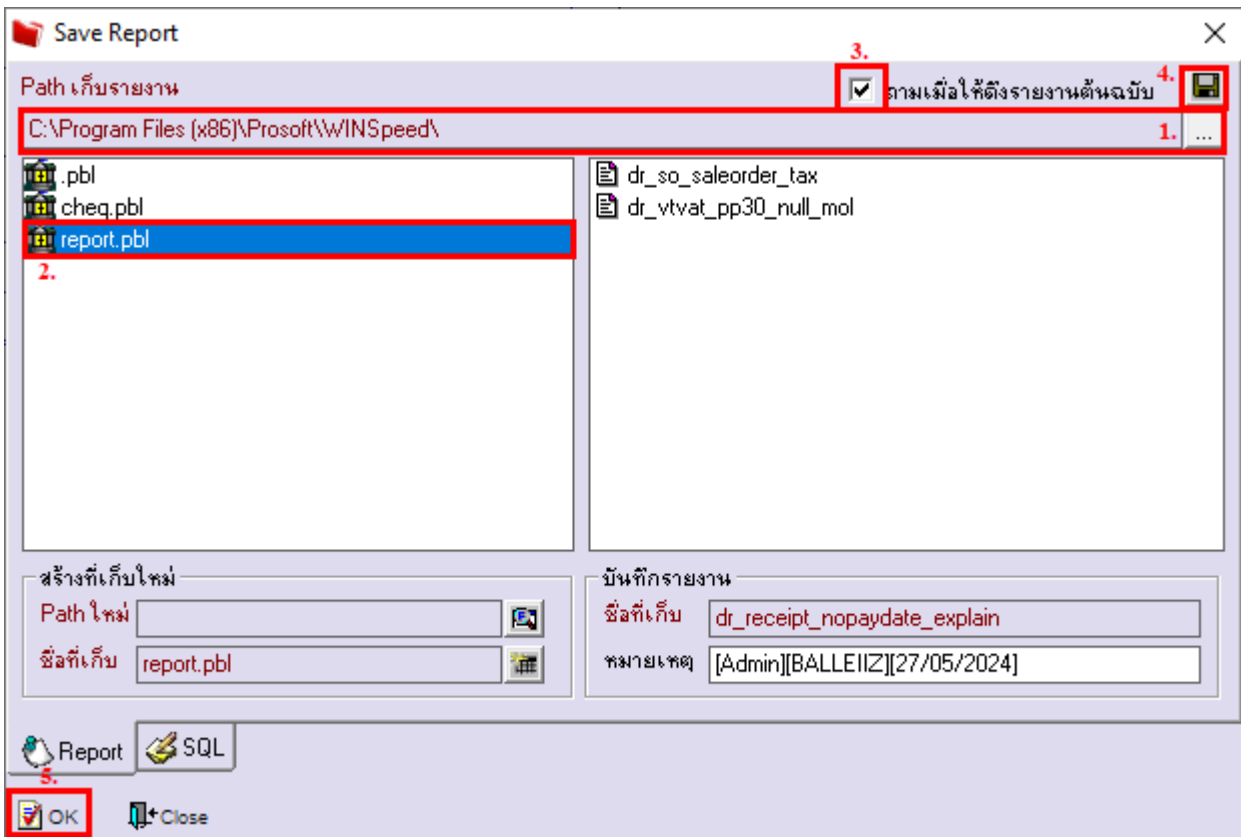 Save Report
3.
Path เก็บรายงาน
ถามเมื่อให้ดึงรายงานต้นฉบับ
4.
C:\Program Files (x86)\Prosoft\WINSpeed\
1.
...
.pbl
cheq.pbl
report.pbl
2.
dr_so_saleorder_tax
dr_vtvat_pp30_null_mol
สร้างที่เก็บใหม่
Path ใหม่
ชื่อที่เก็บ report.pbl
บันทึกรายงาน
ชื่อที่เก็บ dr_receipt_nopaydate_explain
หมายเหตุ [Admin][BALLEIIZ][27/05/2024]
Report
SQL
5.
OK
Close